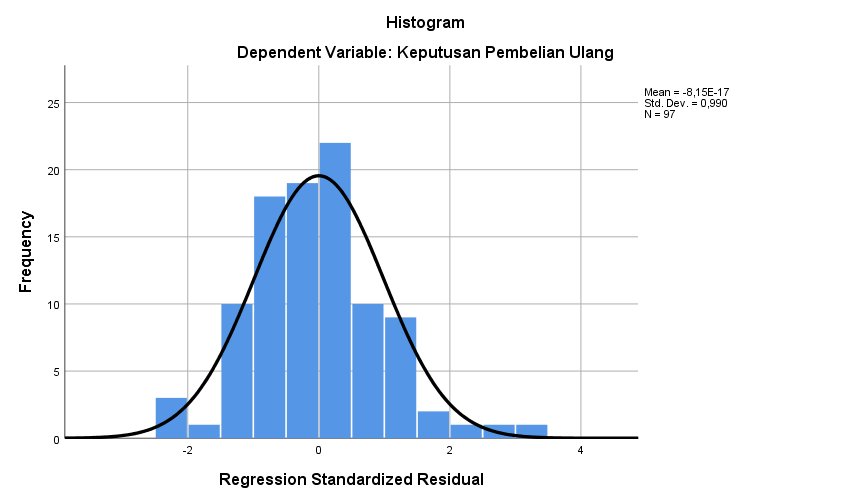 Histogram
Dependent Variable: Keputusan Pembelian Ulang
Mean = -8,15E-17
Std. Dev. = 0,990
N = 97
25
20
15
10
5
0
Frequency
-2
0
2
4
Regression Standardized Residual